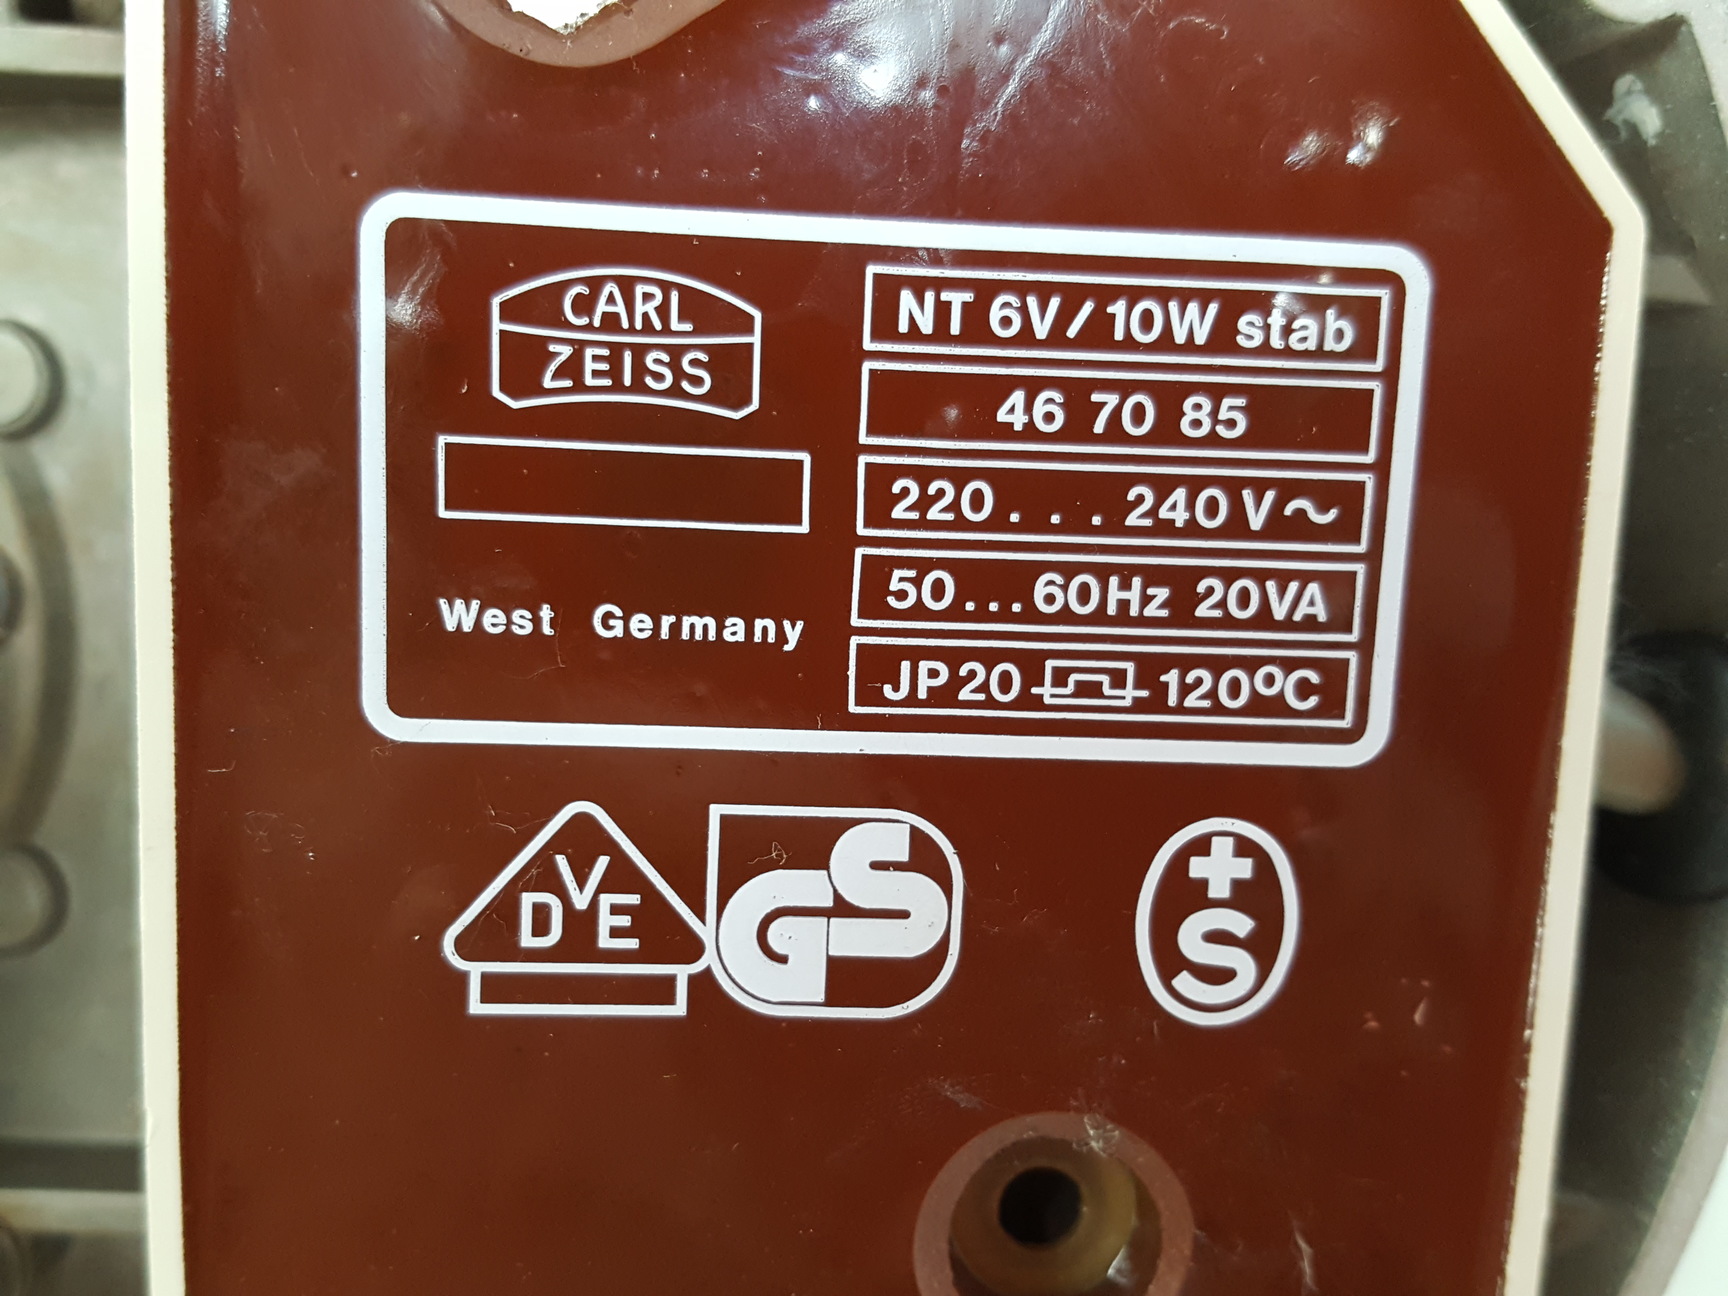 CARL
ZEISS
West Germany
NT 6V/10W stab
46 70 85
220...240V~
50...60Hz 20VA
JP20 120°C
DVE
GS
+S